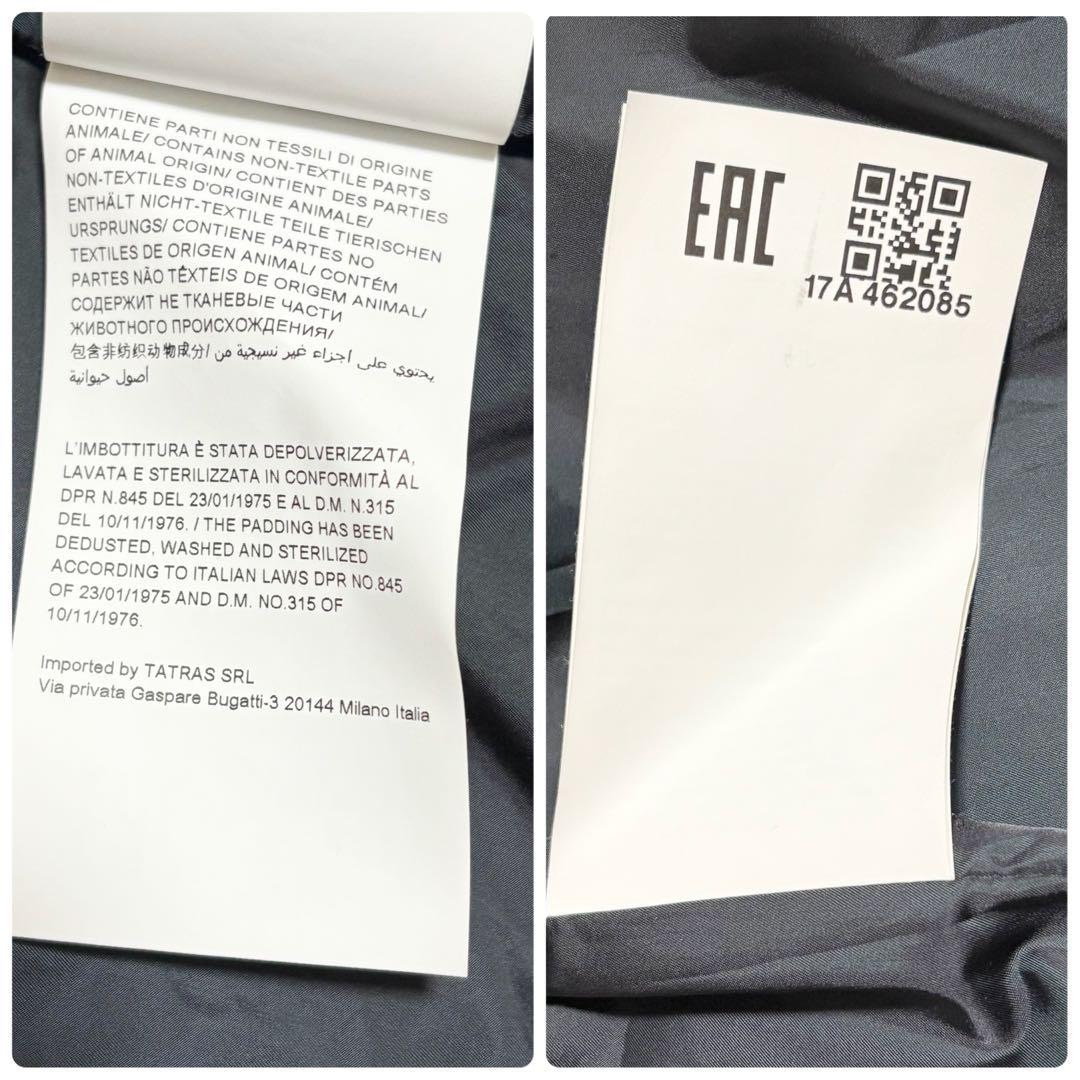 CONTIENE PARTI NON TESSILI DI ORIGINE
ANIMALE/ CONTAINS NON-TEXTILE PARTS
OF ANIMAL ORIGIN/ CONTIENT DES PARTIES
NON-TEXTILES D'ORIGINE ANIMALE/
ENTHÄLT NICHT-TEXTILE TEILE TIERISCHEN
URSPRUNGS/ CONTIENE PARTES NO
TEXTILES DE ORIGEN ANIMAL/ CONTÉM
PARTES NÃO TÊXTEIS DE ORIGEM ANIMAL/
СОДЕРЖИТ НЕ ТКАНЕВЫЕ ЧАСТИ
ЖИВОТНОГО ПРОИСХОЖДЕНИЯ/
包含非纺织动物成分/ يحتوي على أجزاء غير نسيجية من
أصول حيوانية
L'IMBOTTITURA È STATA DEPOLVERIZZATA,
LAVATA E STERILIZZATA IN CONFORMITÀ AL
DPR N.845 DEL 23/01/1975 E AL D.M. N.315
DEL 10/11/1976. / THE PADDING HAS BEEN
DEDUSTED, WASHED AND STERILIZED
ACCORDING TO ITALIAN LAWS DPR NO.845
OF 23/01/1975 AND D.M. NO.315 OF
10/11/1976.
Imported by TATRAS SRL
Via privata Gaspare Bugatti-3 20144 Milano Italia
EAC
17A 462085